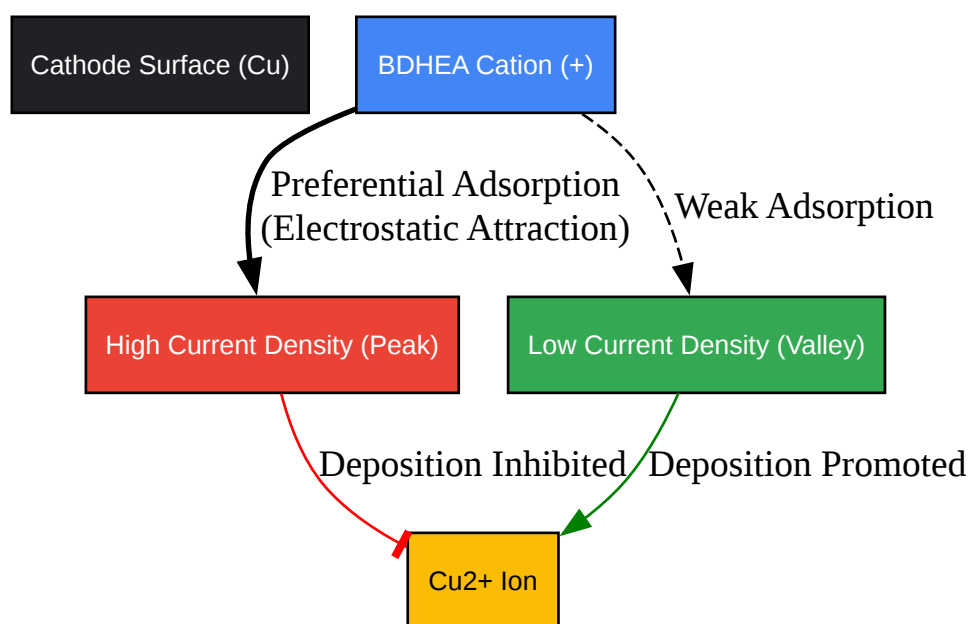 Cathode Surface (Cu)
BDHEA Cation (+)
Preferential Adsorption
(Electrostatic Attraction)
Weak Adsorption
High Current Density (Peak)
Low Current Density (Valley)
Deposition Inhibited
Deposition Promoted
Cu2+ Ion